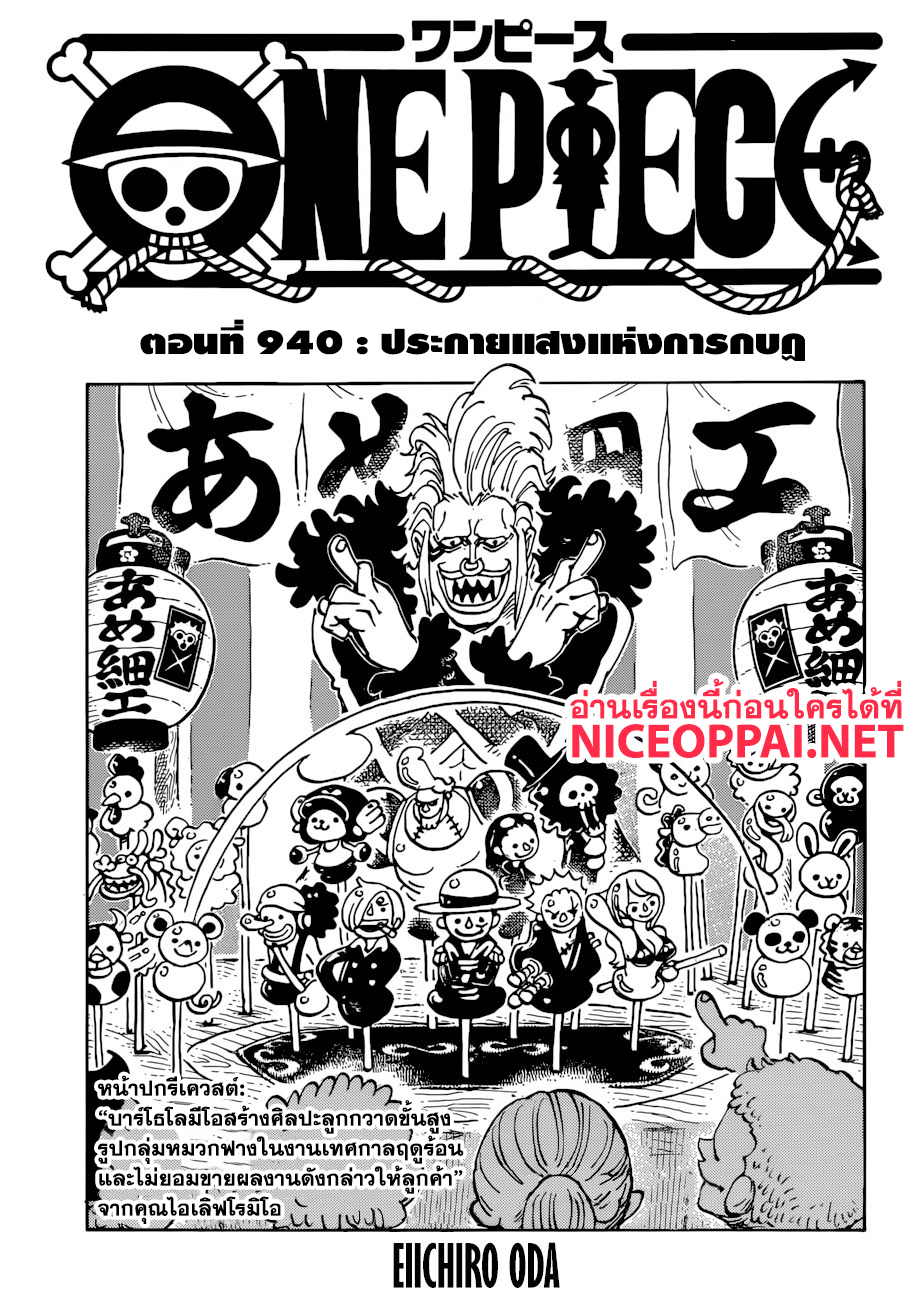 ワンピース
ONE PIECE
ตอนที่ 940 : ประกายแสงแห่งการกบฏ
あめ細工
あめ細工
あめ細工
อ่านเรื่องนี้ก่อนใครได้ที่
NICEOPPAI.NET
หน้าปกรีเควสต์:
“บาร์โธโลมีโอสร้างศิลปะลูกกวาดขั้นสูง
รูปกลุ่มหมวกฟางในงานเทศกาลฤดูร้อน
และไม่ยอมขายผลงานดังกล่าวให้ลูกค้า”
จากคุณไอเลิฟโรมิโอ
EIICHIRO ODA